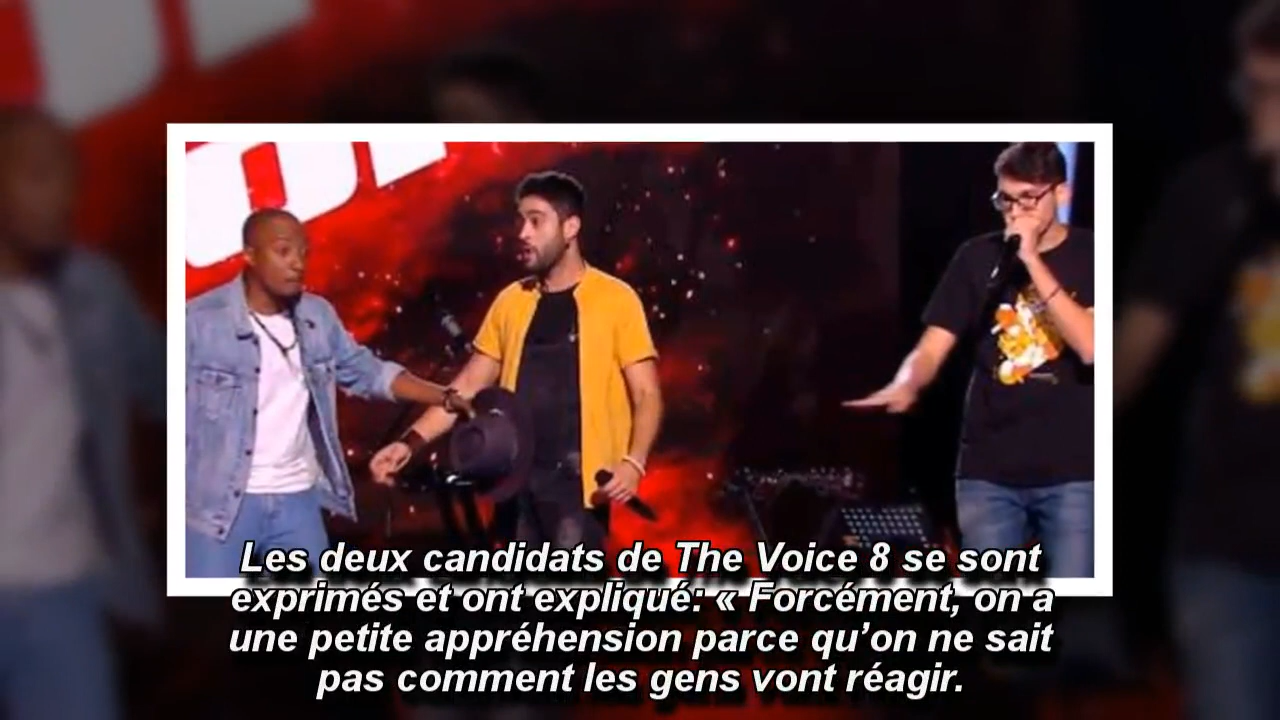 Les deux candidats de The Voice 8 se sont
exprimés et ont expliqué: « Forcément, on a
une petite appréhension parce qu’on ne sait
pas comment les gens vont réagir.